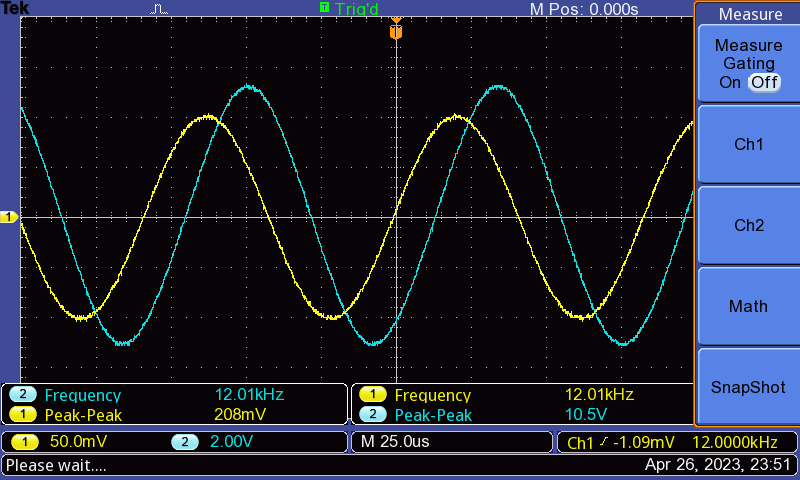 Tek Trig'd M Pos: 0.000s Measure
T
T
Measure
Gating
On Off
Ch1
1
Ch2
Math
SnapShot
2 Frequency 12.01kHz 1 Frequency 12.01kHz
1 Peak-Peak 208mV 2 Peak-Peak 10.5V
1 50.0mV 2 2.00V M 25.0us Ch1 -1.09mV 12.0000kHz
Please wait.... Apr 26, 2023, 23:51